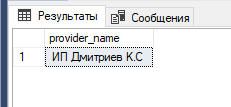 Результаты Сообщения
provider_name
1 ИП Дмитриев К.С